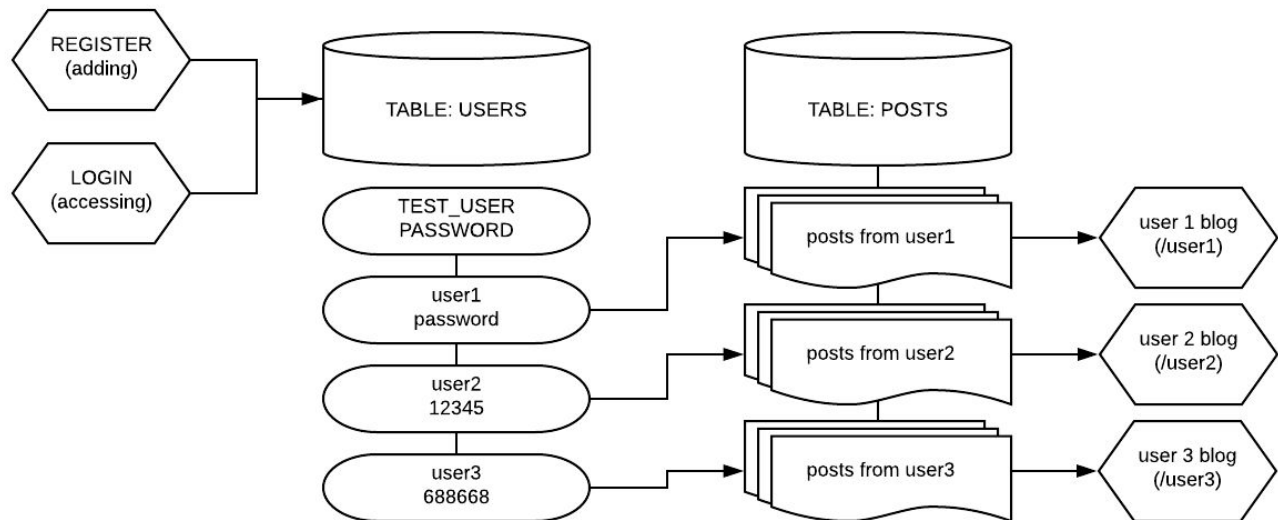 REGISTER
(adding)
LOGIN
(accessing)
TABLE: USERS
TEST_USER
PASSWORD
user1
password
user2
12345
user3
688668
TABLE: POSTS
posts from user1
posts from user2
posts from user3
user 1 blog
(/user1)
user 2 blog
(/user2)
user 3 blog
(/user3)